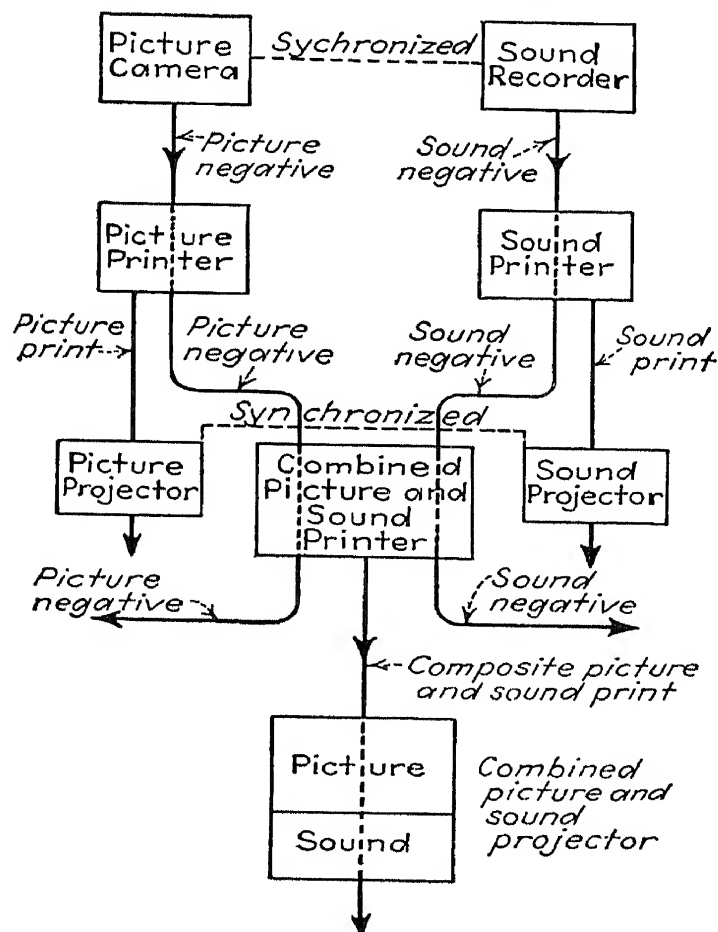 Picture
Camera
Sychronized
Sound
Recorder
Picture
negative
Sound
negative
Picture
Printer
Sound
Printer
Picture
print
Picture
negative
Sound
negative
Sound
print
Synchronized
Picture
Projector
Combined
Picture and
Sound
Printer
Sound
Projector
Picture
negative
Sound
negative
Composite picture
and sound print
Picture
Sound
Combined
picture and
sound
projector